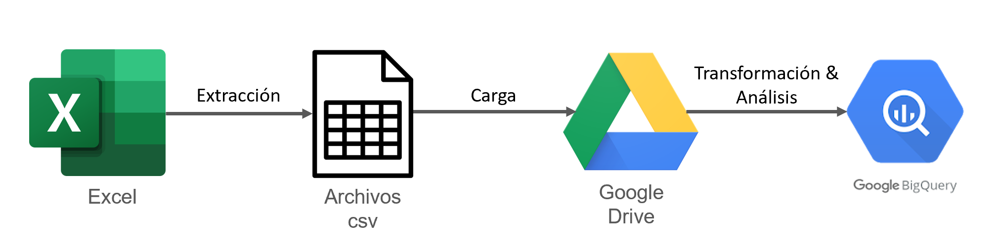 X
Extracción
Carga
Transformación &
Análisis
Excel
Archivos
csv
Google
Drive
Google BigQuery